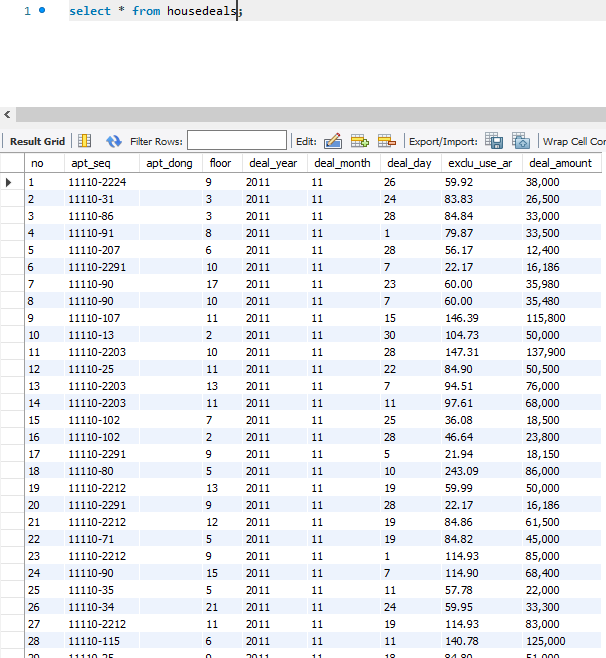 1 select * from housedeals;
Result Grid Filter Rows: Edit: Export/Import: Wrap Cell Con
no apt_seq apt_dong floor deal_year deal_month deal_day exclu_use_ar deal_amount
1 11110-2224 9 2011 11 26 59.92 38,000
2 11110-31 3 2011 11 24 83.83 26,500
3 11110-86 3 2011 11 28 84.84 33,000
4 11110-91 8 2011 11 1 79.87 33,500
5 11110-207 6 2011 11 28 56.17 12,400
6 11110-2291 10 2011 11 7 22.17 16,186
7 11110-90 17 2011 11 23 60.00 35,980
8 11110-90 10 2011 11 7 60.00 35,480
9 11110-107 11 2011 11 15 146.39 115,800
10 11110-13 2 2011 11 30 104.73 50,000
11 11110-2203 10 2011 11 28 147.31 137,900
12 11110-25 11 2011 11 22 84.90 50,500
13 11110-2203 13 2011 11 7 94.51 76,000
14 11110-2203 11 2011 11 11 97.61 68,000
15 11110-102 7 2011 11 25 36.08 18,500
16 11110-102 2 2011 11 28 46.64 23,800
17 11110-2291 9 2011 11 5 21.94 18,150
18 11110-80 5 2011 11 10 243.09 86,000
19 11110-2212 13 2011 11 19 59.99 50,000
20 11110-2291 9 2011 11 28 22.17 16,186
21 11110-2212 12 2011 11 19 84.86 61,500
22 11110-71 5 2011 11 19 84.82 45,000
23 11110-2212 9 2011 11 1 114.93 85,000
24 11110-90 15 2011 11 7 114.90 68,400
25 11110-35 5 2011 11 11 57.78 22,000
26 11110-34 21 2011 11 24 59.95 33,300
27 11110-2212 11 2011 11 19 114.93 83,000
28 11110-115 6 2011 11 11 140.78 125,000
29 11110-25 9 2011 11 18 84.80 51,000